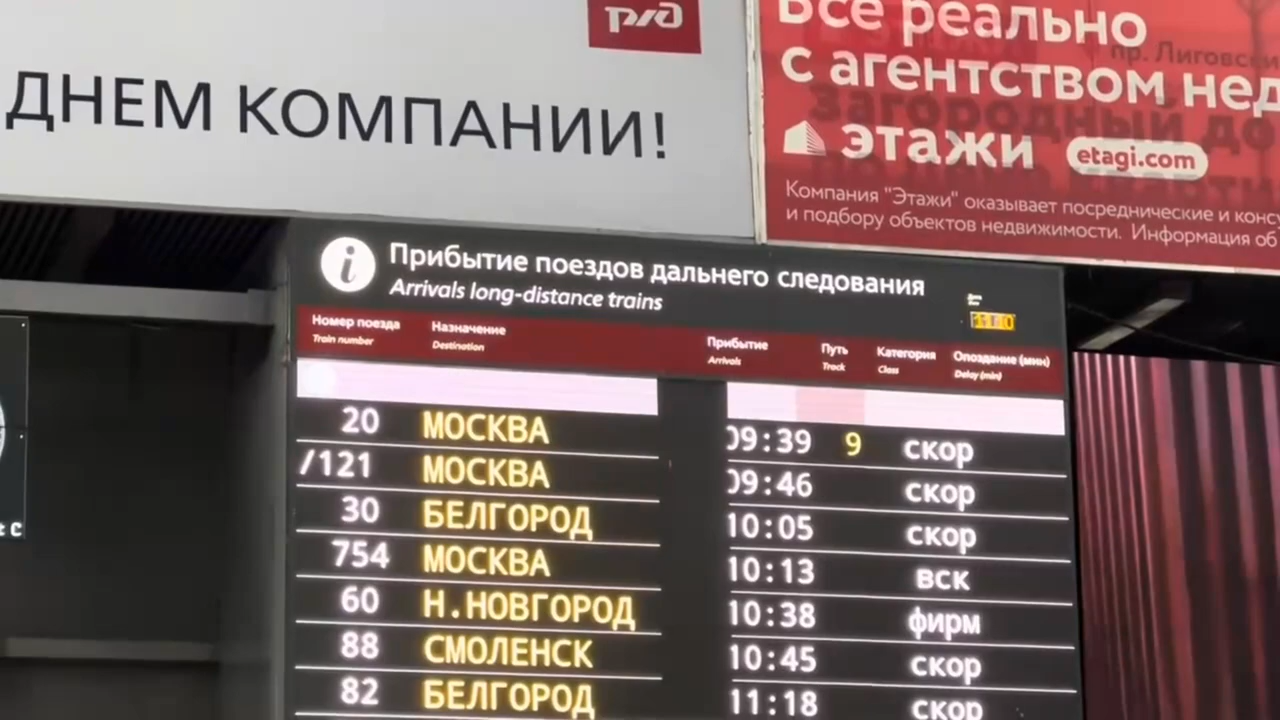 ржд
ДНЕМ КОМПАНИИ!
Все реально
с агентством нед
пр. Лиговски
загородный до
этажи etagi.com
Компания "Этажи" оказывает посреднические и конс
и подбору объектов недвижимости. Информация об
Прибытие поездов дальнего следования
Arrivals long-distance trains
Номер поезда Назначение Прибытие Путь Категория Опоздание (мин)
Train number Destination Arrivals Track Class Delay (min)
20 МОСКВА 09:39 9 скор
/121 МОСКВА 09:46 скор
30 БЕЛГОРОД 10:05 скор
754 МОСКВА 10:13 вск
60 Н.НОВГОРОД 10:38 фирм
88 СМОЛЕНСК 10:45 скор
82 БЕЛГОРОД 11:18 скор